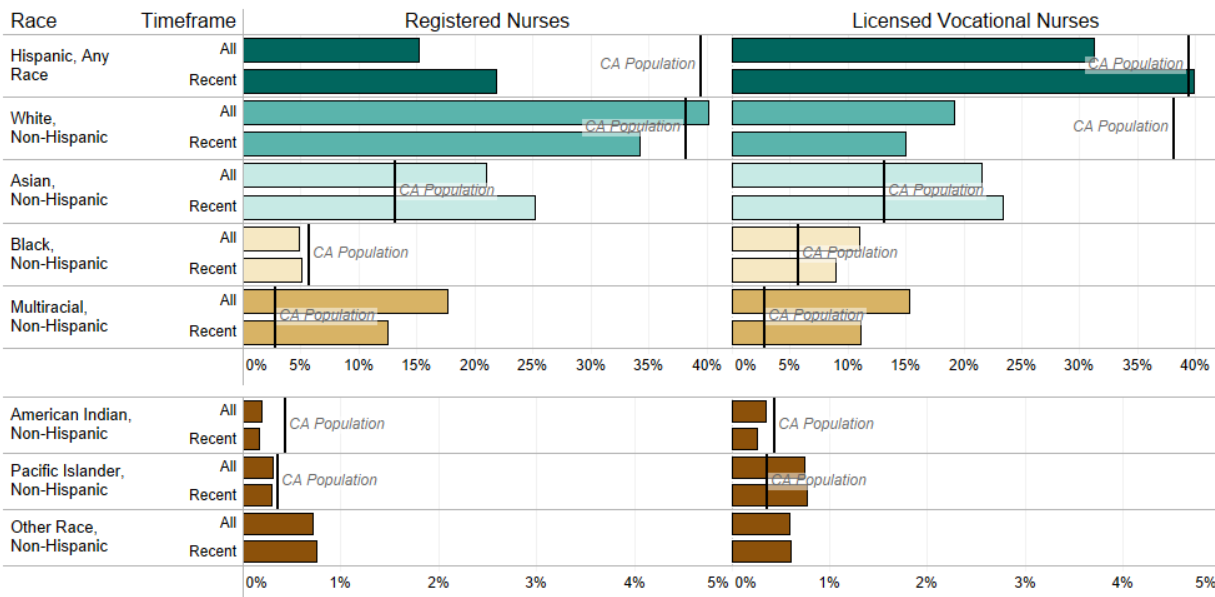 Race Timeframe Registered Nurses Licensed Vocational Nurses
Hispanic, Any
Race
All
Recent
CA Population
CA Population
White,
Non-Hispanic
All
Recent
CA Population
CA Population
Asian,
Non-Hispanic
All
Recent
CA Population
CA Population
Black,
Non-Hispanic
All
Recent
CA Population
CA Population
Multiracial,
Non-Hispanic
All
Recent
CA Population
CA Population
0% 5% 10% 15% 20% 25% 30% 35% 40% 0% 5% 10% 15% 20% 25% 30% 35% 40%
American Indian,
Non-Hispanic
All
Recent
CA Population
CA Population
Pacific Islander,
Non-Hispanic
All
Recent
CA Population
CA Population
Other Race,
Non-Hispanic
All
Recent
0% 1% 2% 3% 4% 5% 0% 1% 2% 3% 4% 5%